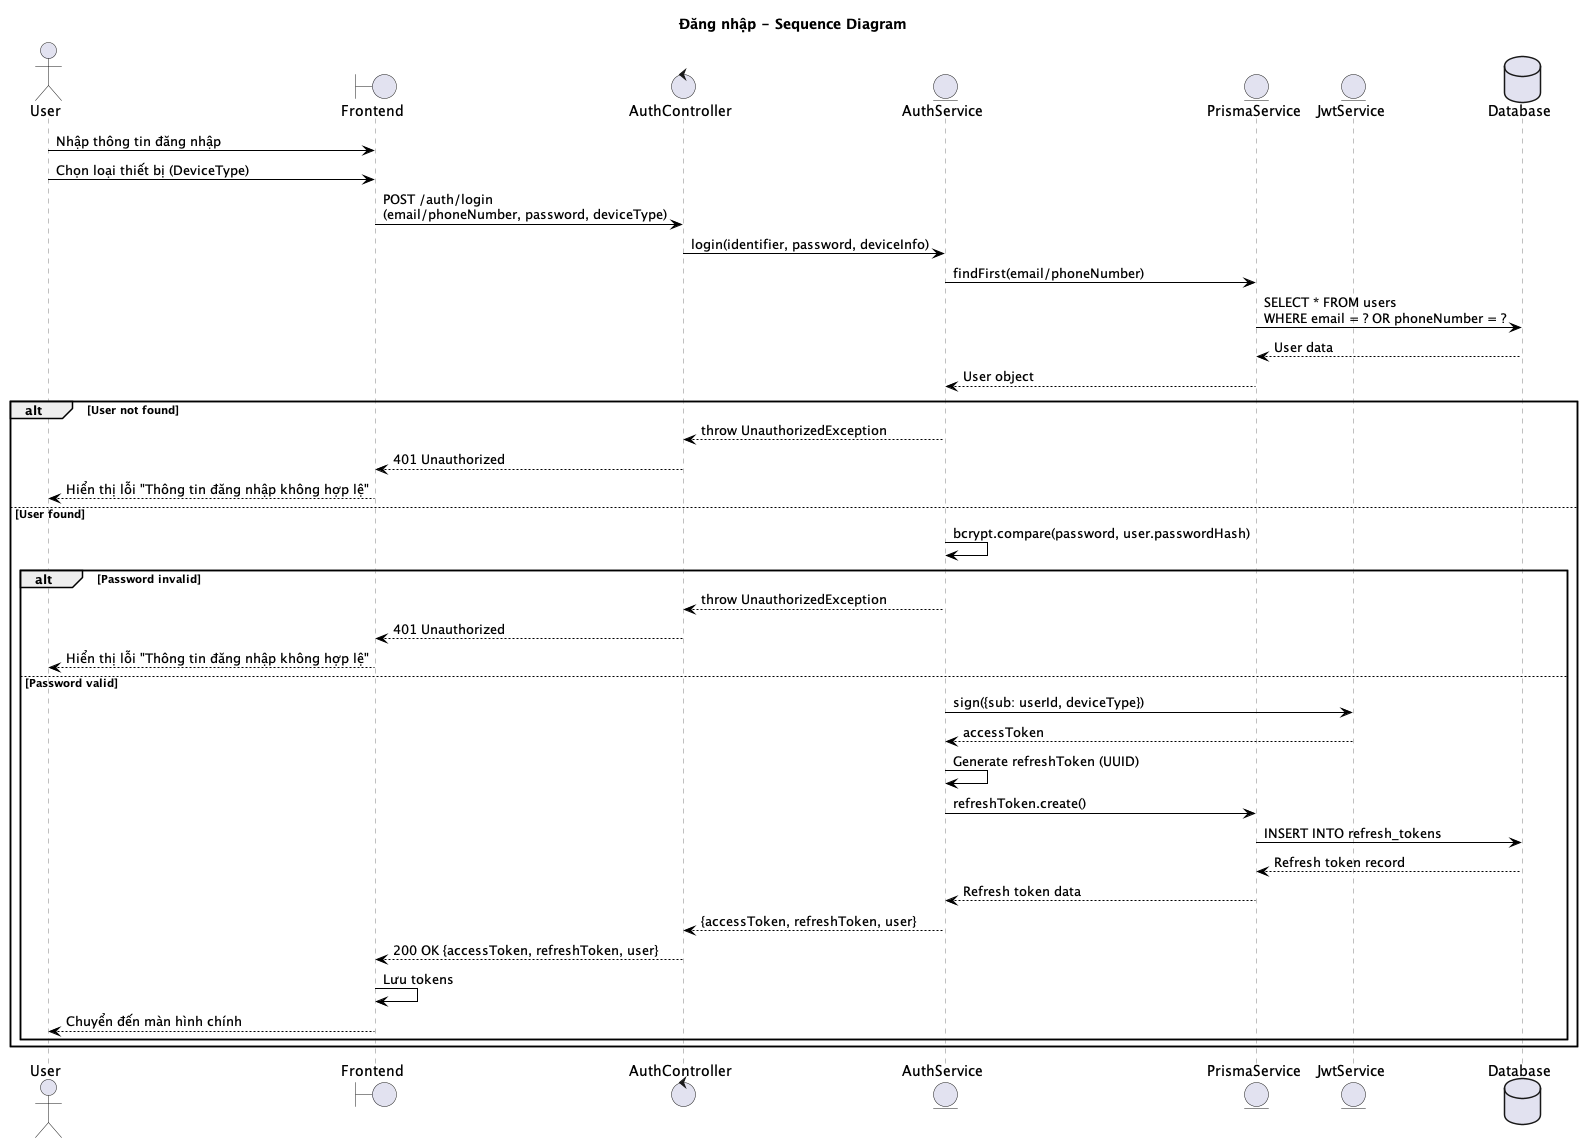 Đăng nhập – Sequence Diagram
User
Frontend
AuthController
AuthService
PrismaService
JwtService
Database
Nhập thông tin đăng nhập
Chọn loại thiết bị (DeviceType)
POST /auth/login
(email/phoneNumber, password, deviceType)
login(identifier, password, deviceInfo)
findFirst(email/phoneNumber)
SELECT * FROM users
WHERE email = ? OR phoneNumber = ?
User data
User object
alt [User not found]
throw UnauthorizedException
401 Unauthorized
Hiển thị lỗi "Thông tin đăng nhập không hợp lệ"
[User found]
bcrypt.compare(password, user.passwordHash)
alt [Password invalid]
throw UnauthorizedException
401 Unauthorized
Hiển thị lỗi "Thông tin đăng nhập không hợp lệ"
[Password valid]
sign({sub: userId, deviceType})
accessToken
Generate refreshToken (UUID)
refreshToken.create()
INSERT INTO refresh_tokens
Refresh token record
Refresh token data
{accessToken, refreshToken, user}
200 OK {accessToken, refreshToken, user}
Lưu tokens
Chuyển đến màn hình chính
User
Frontend
AuthController
AuthService
PrismaService
JwtService
Database